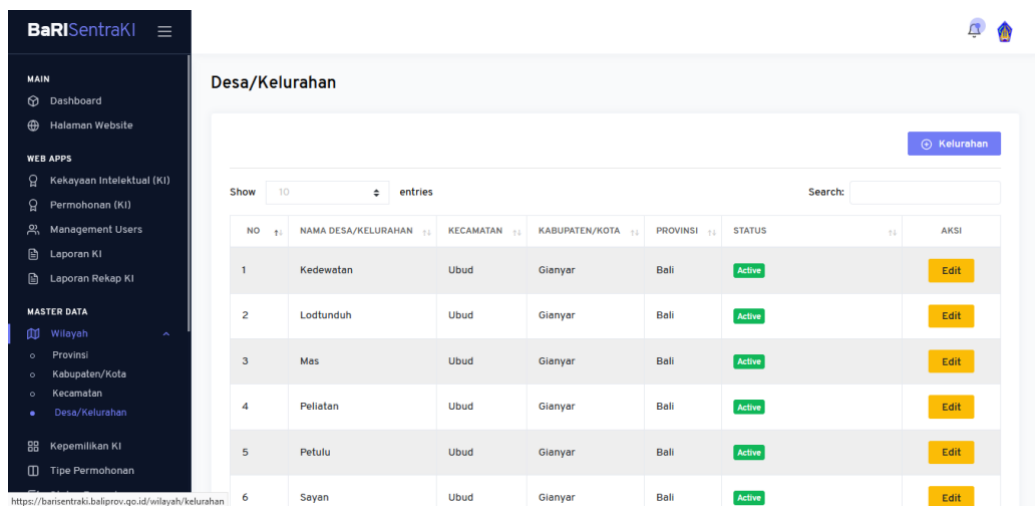 BaRISentraKI
MAIN
Dashboard
Halaman Website
WEB APPS
Kekayaan Intelektual (KI)
Permohonan (KI)
Management Users
Laporan KI
Laporan Rekap KI
MASTER DATA
Wilayah
Provinsi
Kabupaten/Kota
Kecamatan
Desa/Kelurahan
Kepemilikan KI
Tipe Permohonan
https://barisentraki.baliprov.go.id/wilayah/kelurahan
Desa/Kelurahan
Kelurahan
Show 10 entries Search:
NO NAMA DESA/KELURAHAN KECAMATAN KABUPATEN/KOTA PROVINSI STATUS AKSI
1 Kedewatan Ubud Gianyar Bali Active Edit
2 Lodtunduh Ubud Gianyar Bali Active Edit
3 Mas Ubud Gianyar Bali Active Edit
4 Peliatan Ubud Gianyar Bali Active Edit
5 Petulu Ubud Gianyar Bali Active Edit
6 Sayan Ubud Gianyar Bali Active Edit